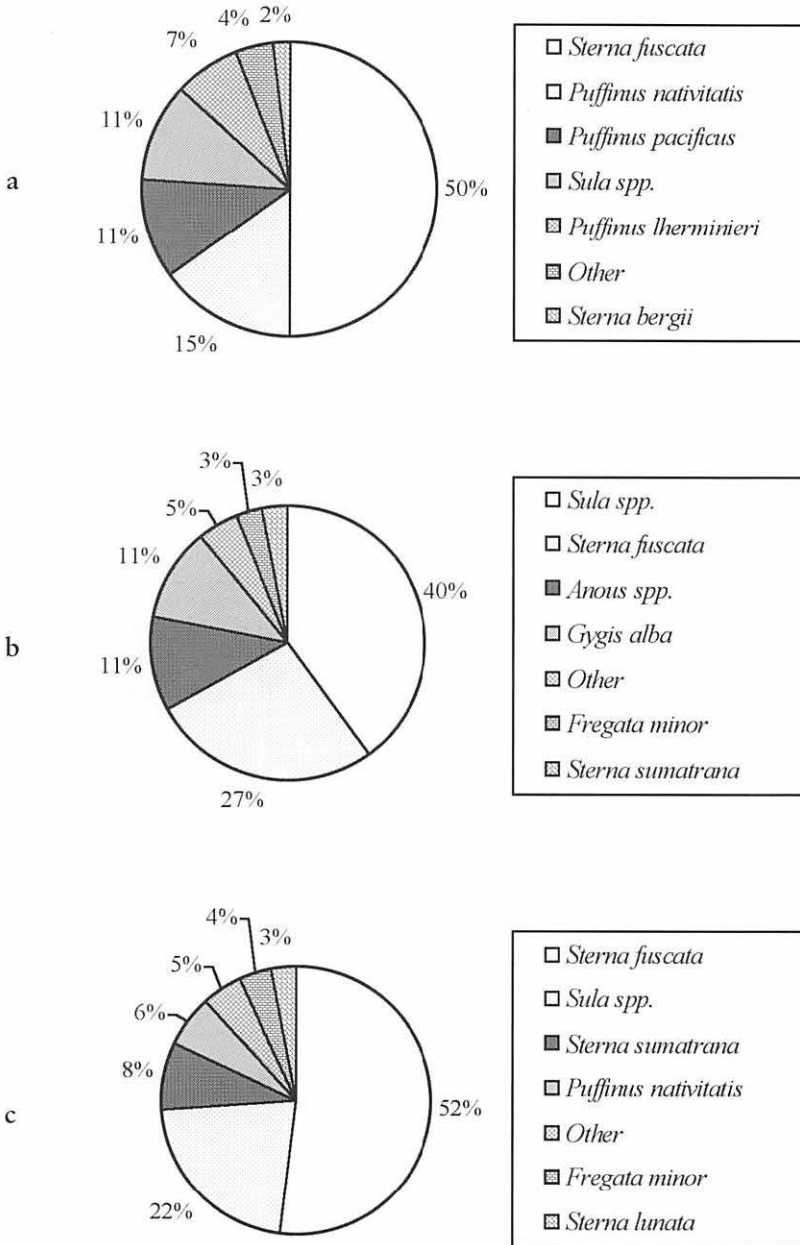 4%
2%
7%
11%
a
50%
11%
15%
Sterna fuscata
Puffinus nativitatis
Puffinus pacificus
Sula spp.
Puffinus lherminieri
Other
Sterna bergii
3%
3%
5%
11%
40%
b
11%
27%
Sula spp.
Sterna fuscata
Anous spp.
Gygis alba
Other
Fregata minor
Sterna sumatrana
4%
3%
5%
6%
8%
52%
c
22%
Sterna fuscata
Sula spp.
Sterna sumatrana
Puffinus nativitatis
Other
Fregata minor
Sterna lunata